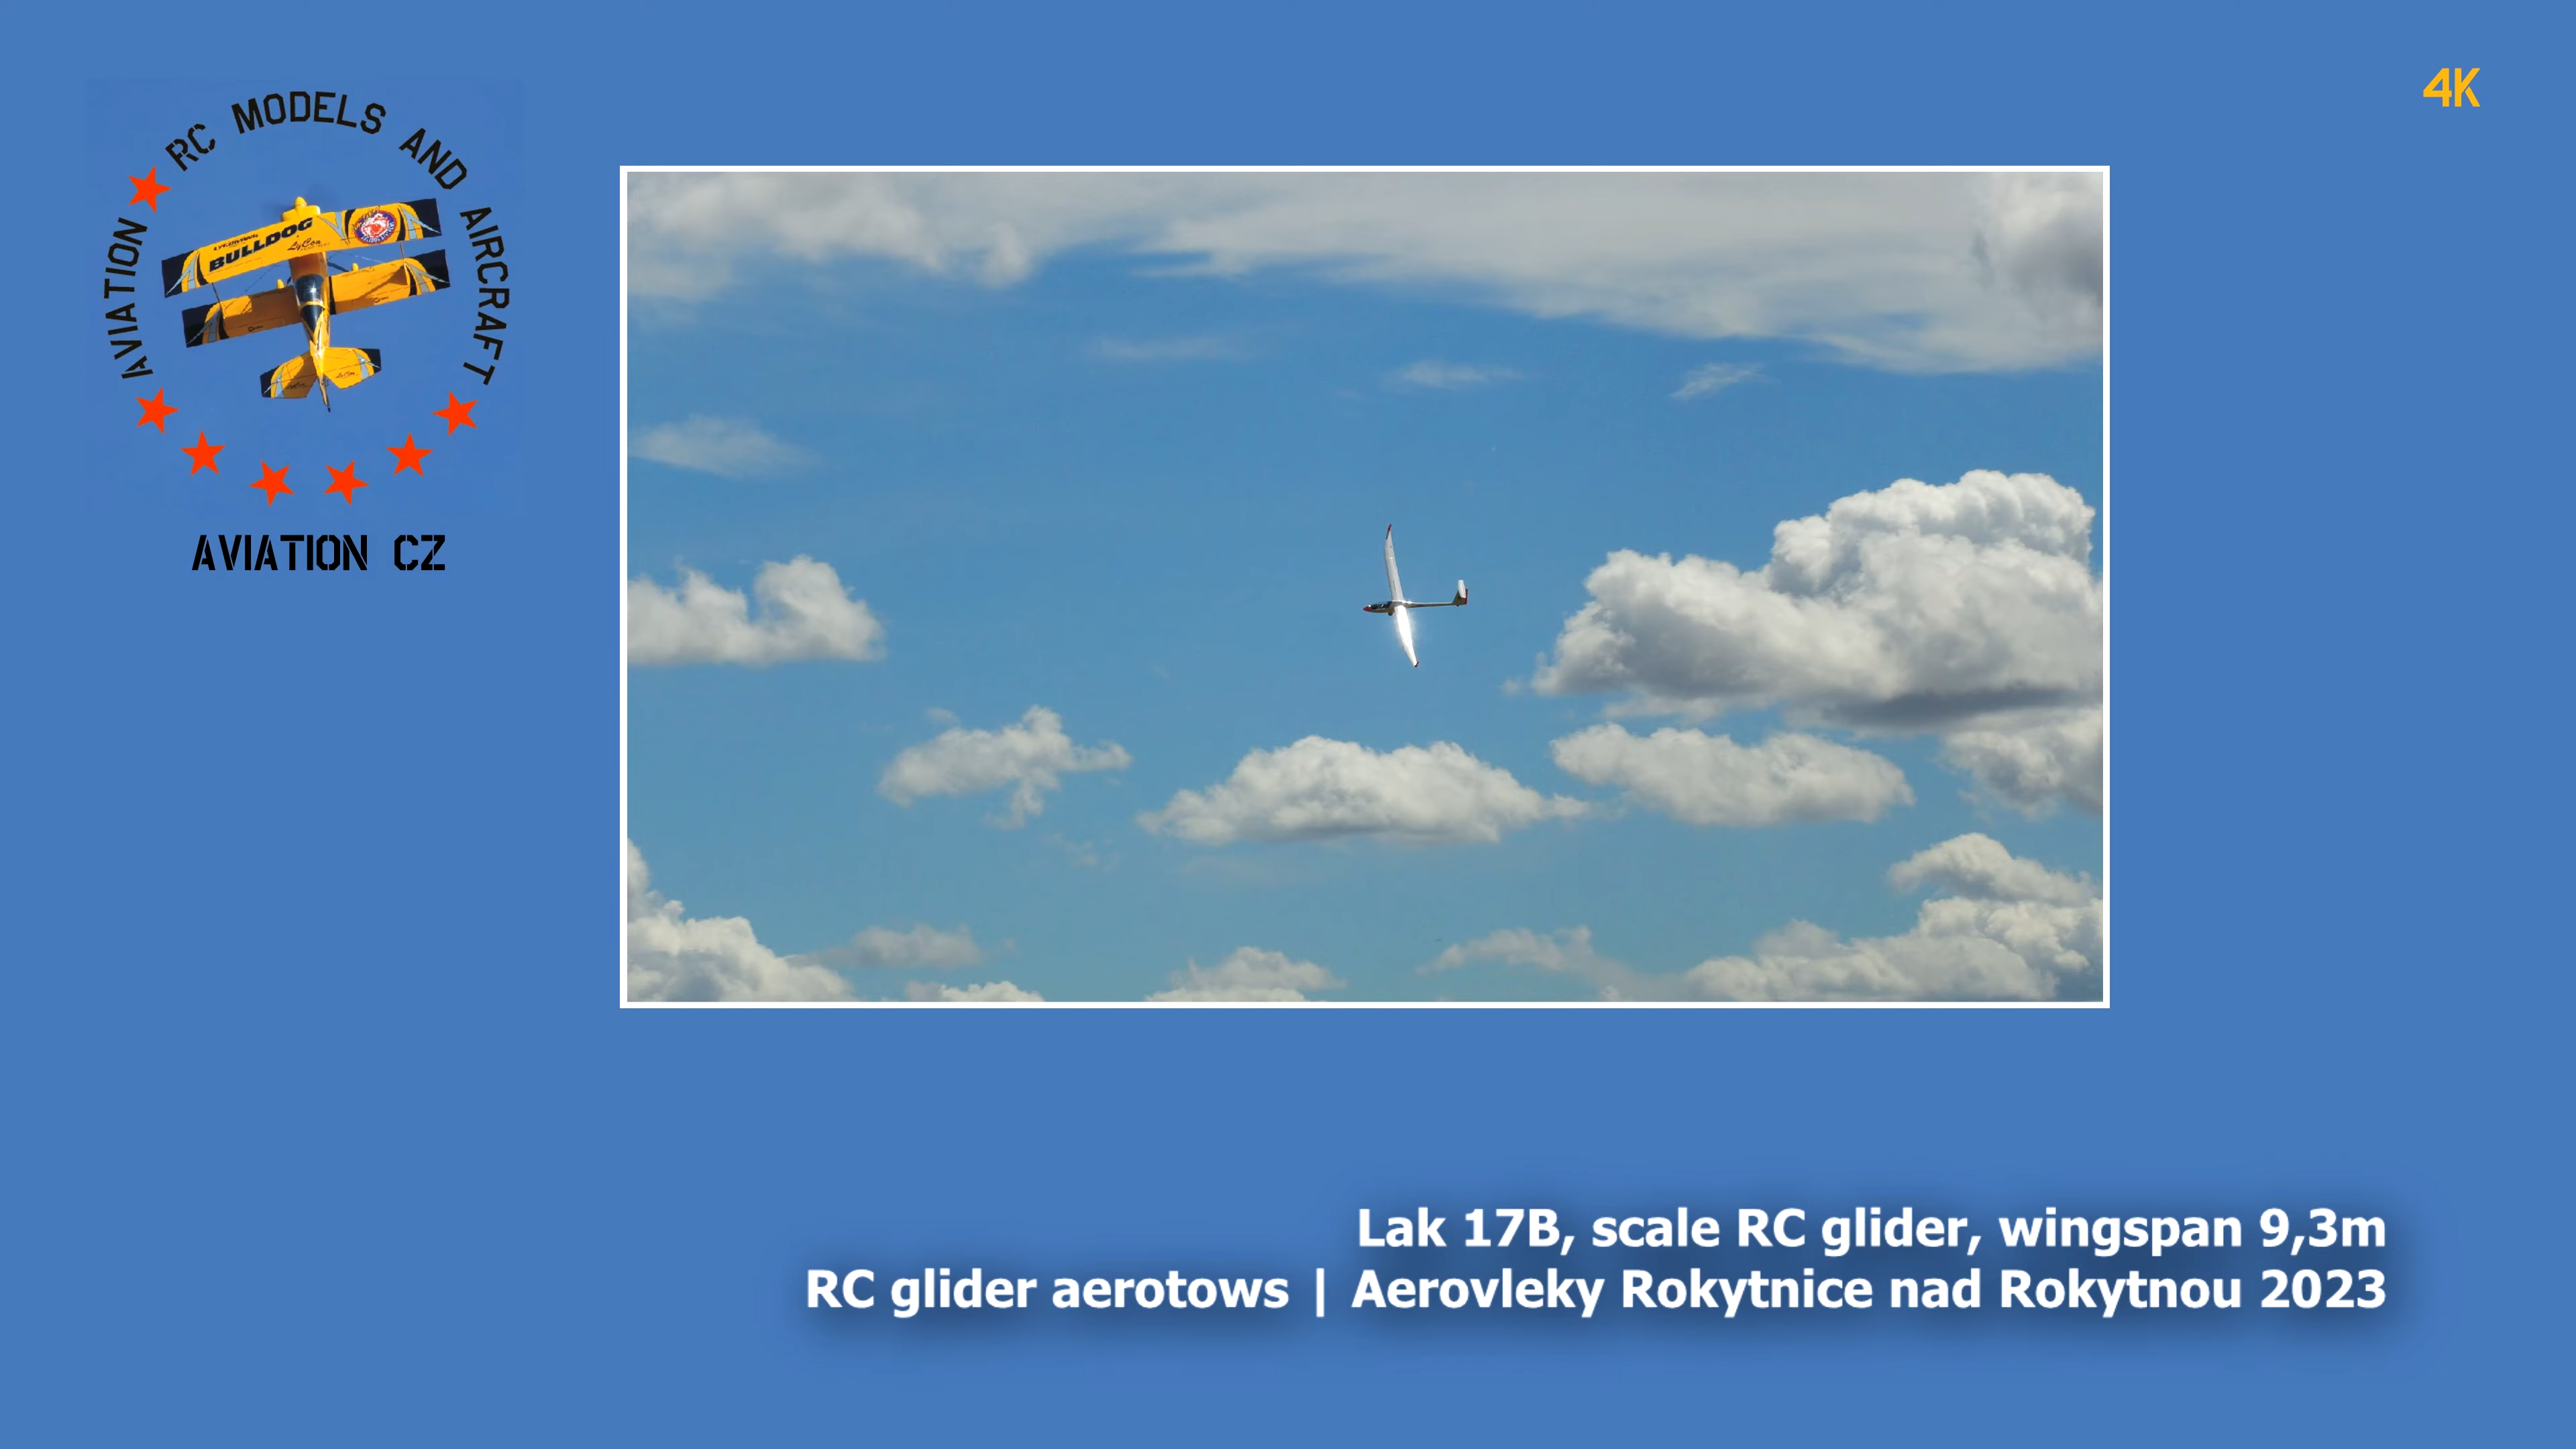 4K
AVIATION ★ RC MODELS AND AIRCRAFT
BULLDOG
LyCon
AVIATION CZ
Lak 17B, scale RC glider, wingspan 9,3m
RC glider aerotows | Aerovleky Rokytnice nad Rokytnou 2023